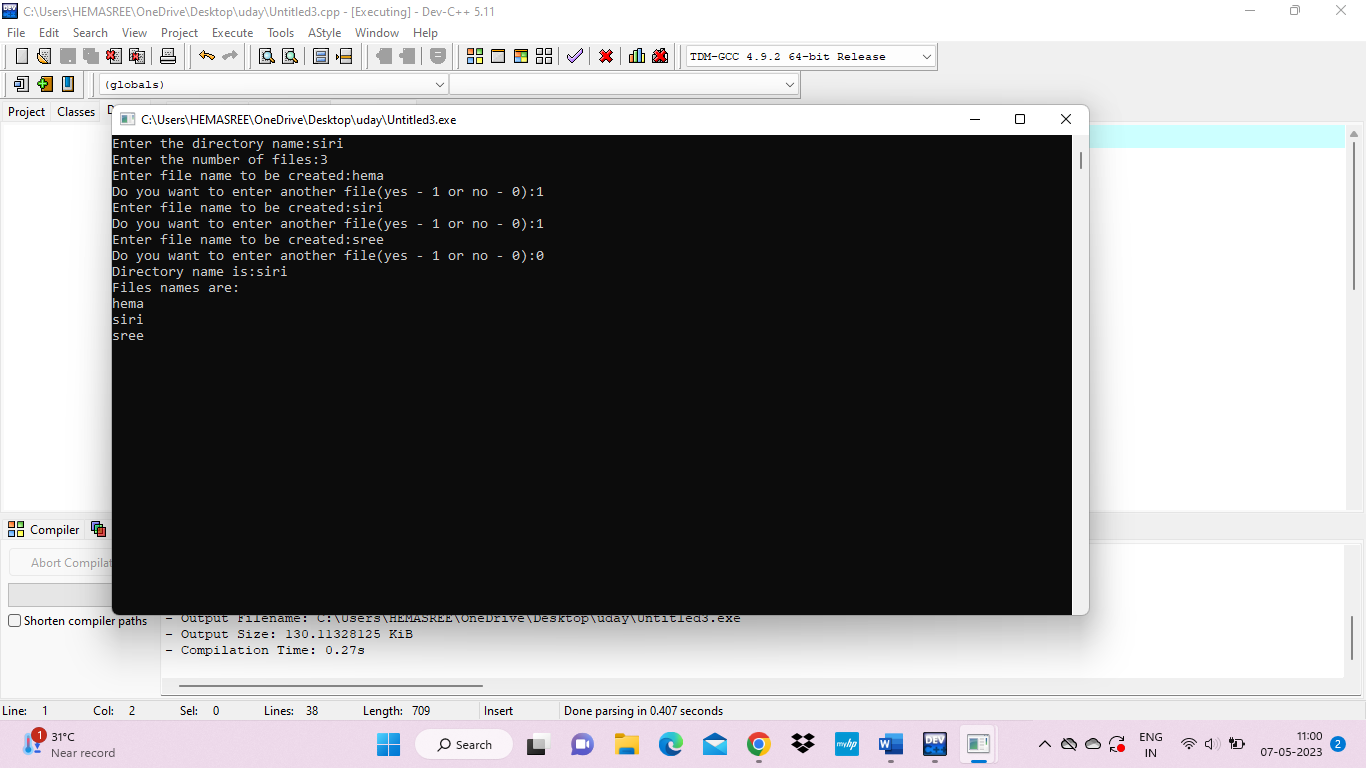 C:\Users\HEMASREE\OneDrive\Desktop\uday\Untitled3.cpp - [Executing] - Dev-C++ 5.11
File Edit Search View Project Execute Tools AStyle Window Help
TDM-GCC 4.9.2 64-bit Release
(globals)
Project Classes
C:\Users\HEMASREE\OneDrive\Desktop\uday\Untitled3.exe
Enter the directory name:siri
Enter the number of files:3
Enter file name to be created:hema
Do you want to enter another file(yes - 1 or no - 0):1
Enter file name to be created:siri
Do you want to enter another file(yes - 1 or no - 0):1
Enter file name to be created:sree
Do you want to enter another file(yes - 1 or no - 0):0
Directory name is:siri
Files names are:
hema
siri
sree
Compiler
Abort Compilat
Shorten compiler paths
- Output Filename: C:\Users\HEMASREE\OneDrive\Desktop\uday\Untitled3.exe
- Output Size: 130.11328125 KiB
- Compilation Time: 0.27s
Line: 1 Col: 2 Sel: 0 Lines: 38 Length: 709 Insert Done parsing in 0.407 seconds
1
31°C
Near record
Search
myhp
DEV
ENG
IN
11:00
07-05-2023
2